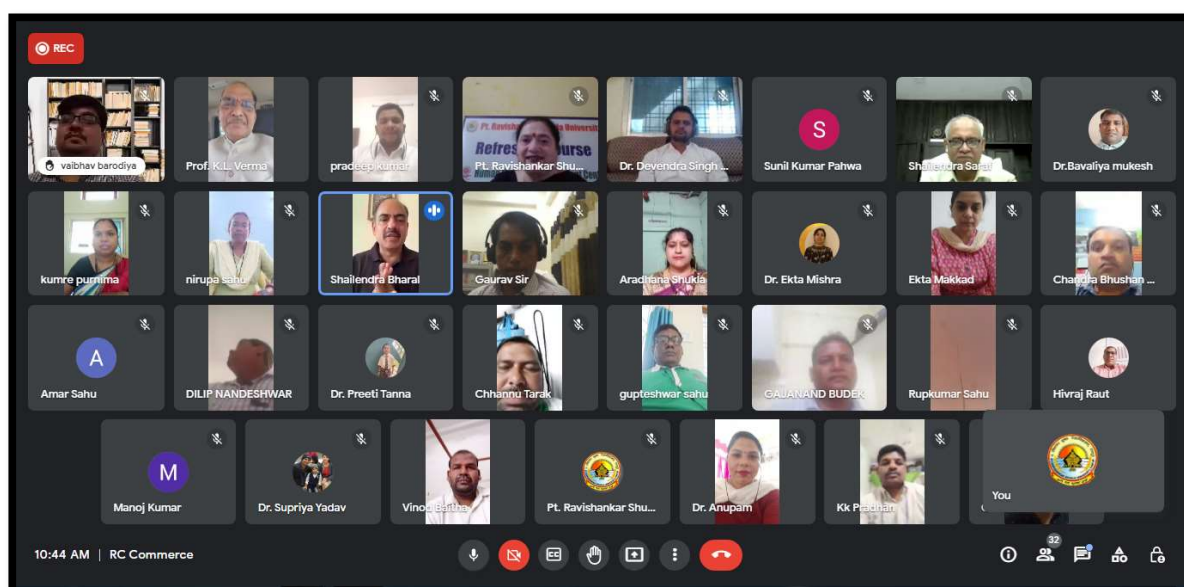 REC
vaibhav barodiya
Prof. K.L. Verma
pradeep kumar
Pt. Ravishankar Shu...
Dr. Devendra Singh ...
S
Sunil Kumar Pahwa
Shailendra Saraf
Dr.Bavaliya mukesh
kumre purnima
nirupa sahu
Shailendra Bharal
Gaurav Sir
Aradhana Shukla
Dr. Ekta Mishra
Ekta Makkad
Chandra Bhushan ...
A
Amar Sahu
DILIP NANDESHWAR
Dr. Preeti Tanna
Chhannu Tarak
gupteshwar sahu
GAJANAND BUDEK
Rupkumar Sahu
Hivraj Raut
M
Manoj Kumar
Dr. Supriya Yadav
Vinod Baitha
Pt. Ravishankar Shu...
Dr. Anupam
Kk Pradhan
You
10:44 AM | RC Commerce
CC
32